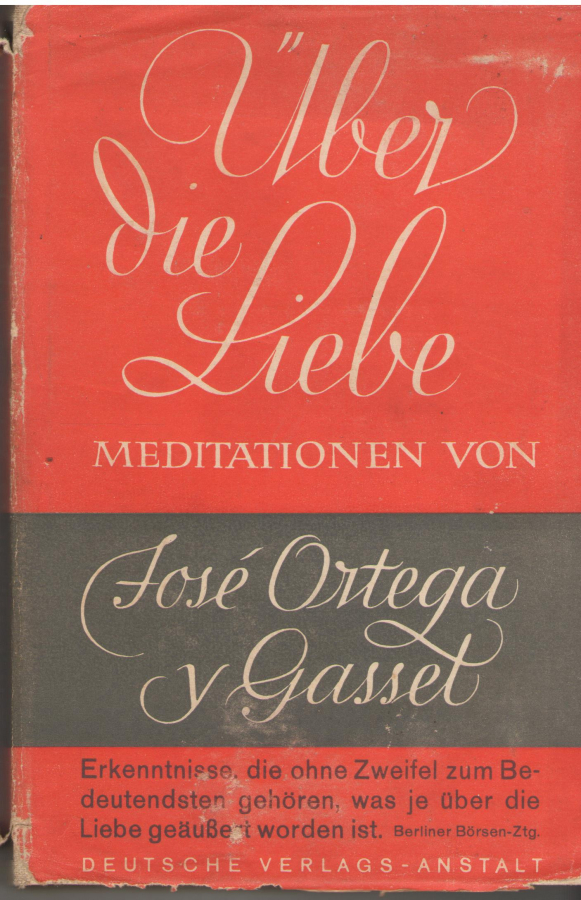 Über
die
Liebe
MEDITATIONEN VON
José Ortega
y Gasset
Erkenntnisse, die ohne Zweifel zum Be-
deutendsten gehören, was je über die
Liebe geäußert worden ist. Berliner Börsen-Ztg.
DEUTSCHE VERLAGS-ANSTALT